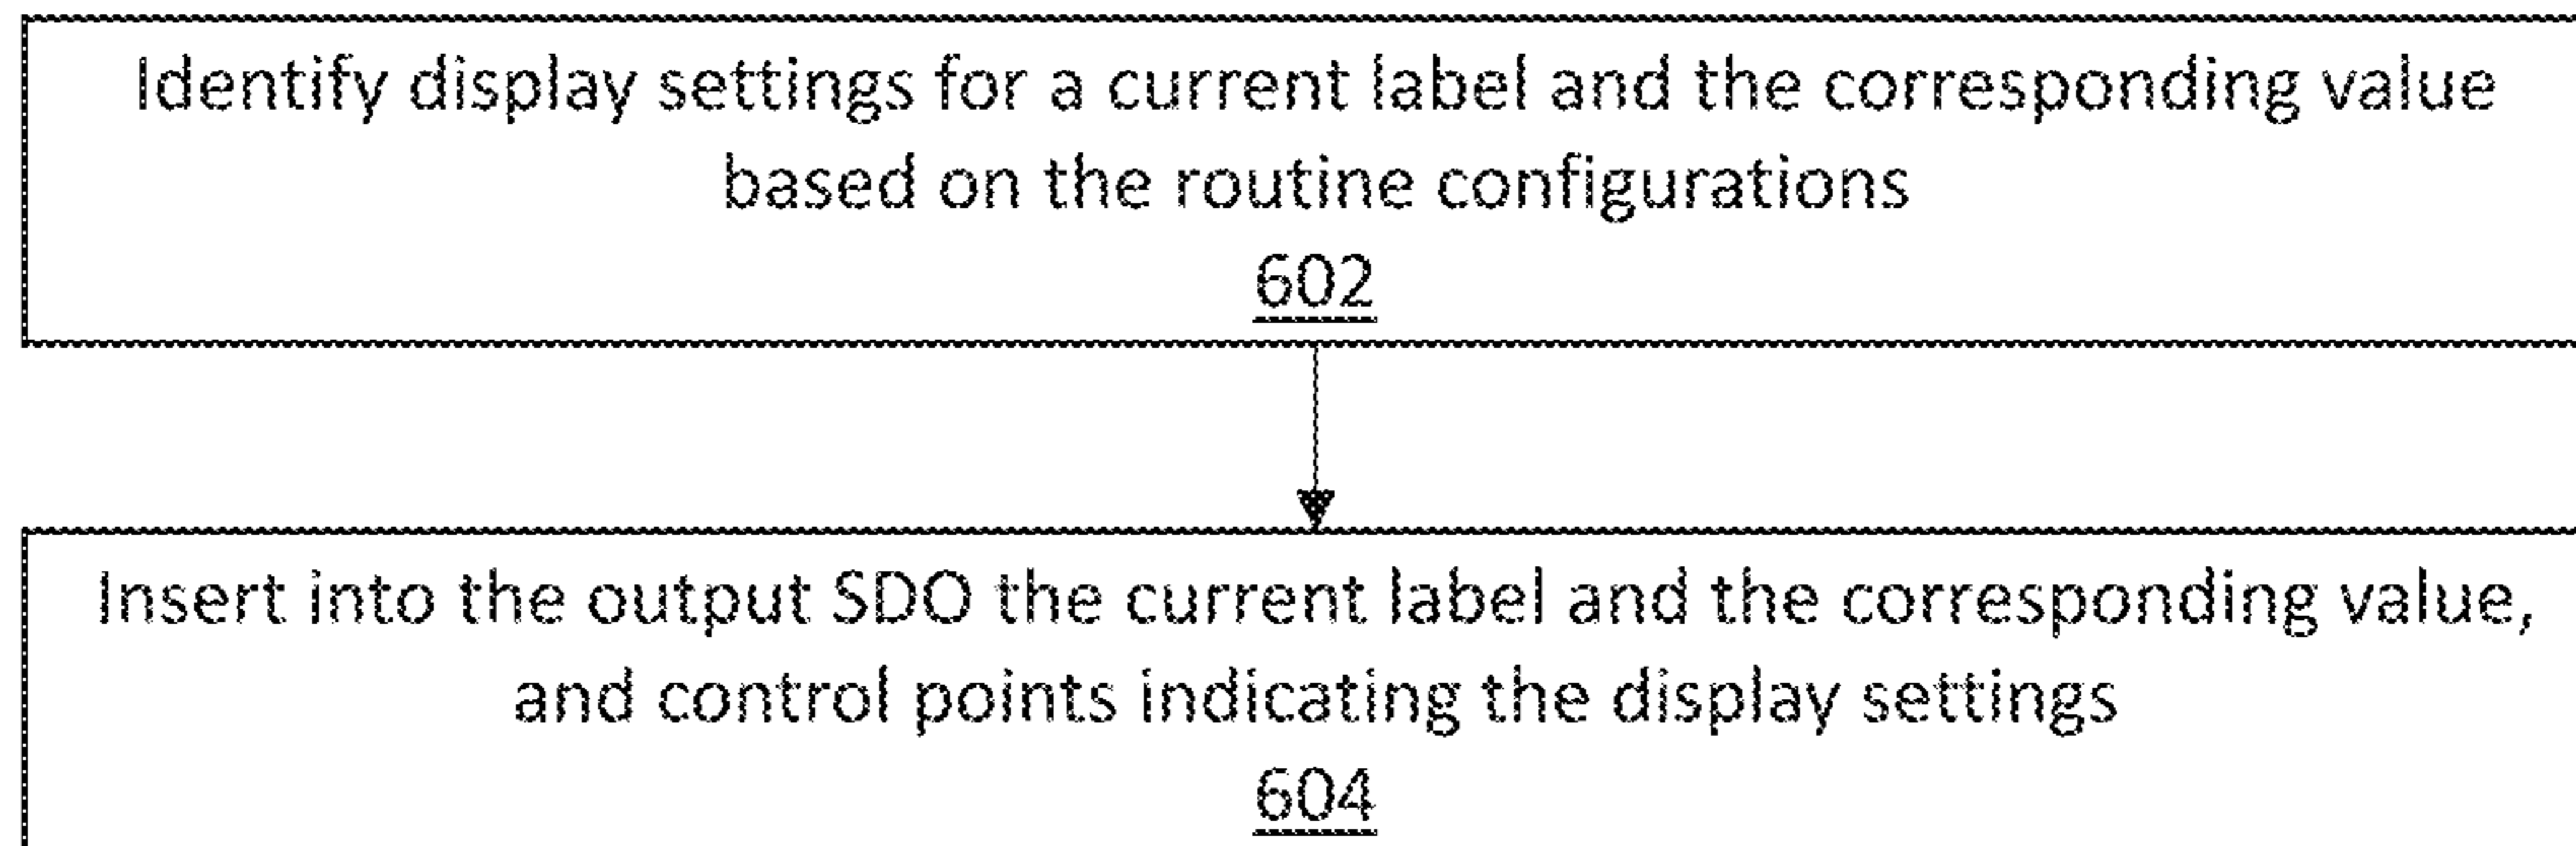 Identify display settings for a current label and the corresponding value
based on the routine configurations
602
Insert into the output SDO the current label and the corresponding value,
and control points indicating the display settings
604